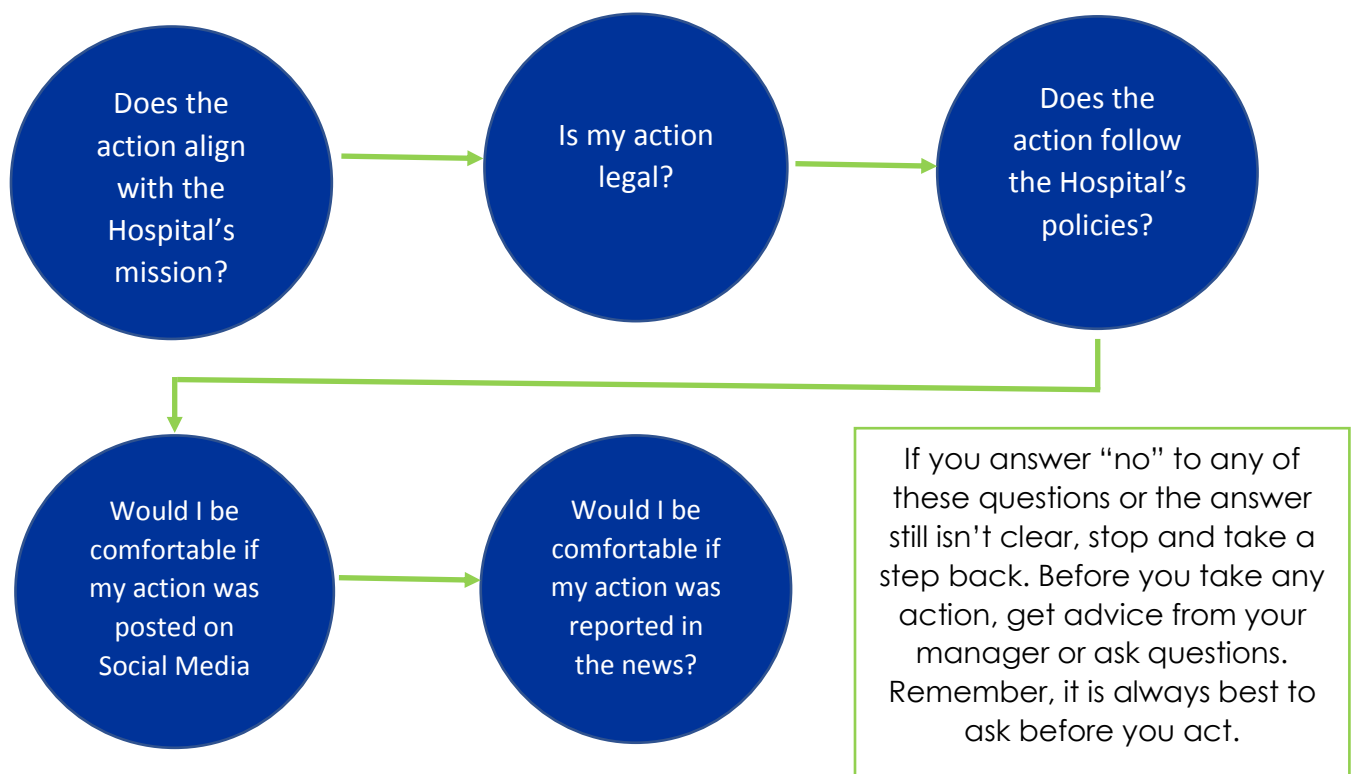 Does the
action align
with the
Hospital’s
mission?
Is my action
legal?
Does the
action follow
the Hospital’s
policies?
Would I be
comfortable if
my action was
posted on
Social Media
Would I be
comfortable if
my action was
reported in
the news?
If you answer “no” to any of
these questions or the answer
still isn’t clear, stop and take a
step back. Before you take any
action, get advice from your
manager or ask questions.
Remember, it is always best to
ask before you act.